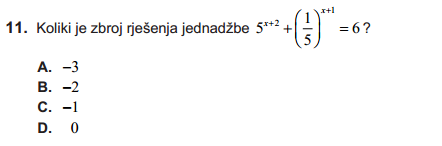 11. Koliki je zbroj rješenja jednadžbe 5^{x+2} + (1/5)^{x+1} = 6?
A. −3
B. −2
C. −1
D. 0